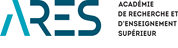 ARES
ACADÉMIE
DE RECHERCHE ET
D'ENSEIGNEMENT
SUPÉRIEUR